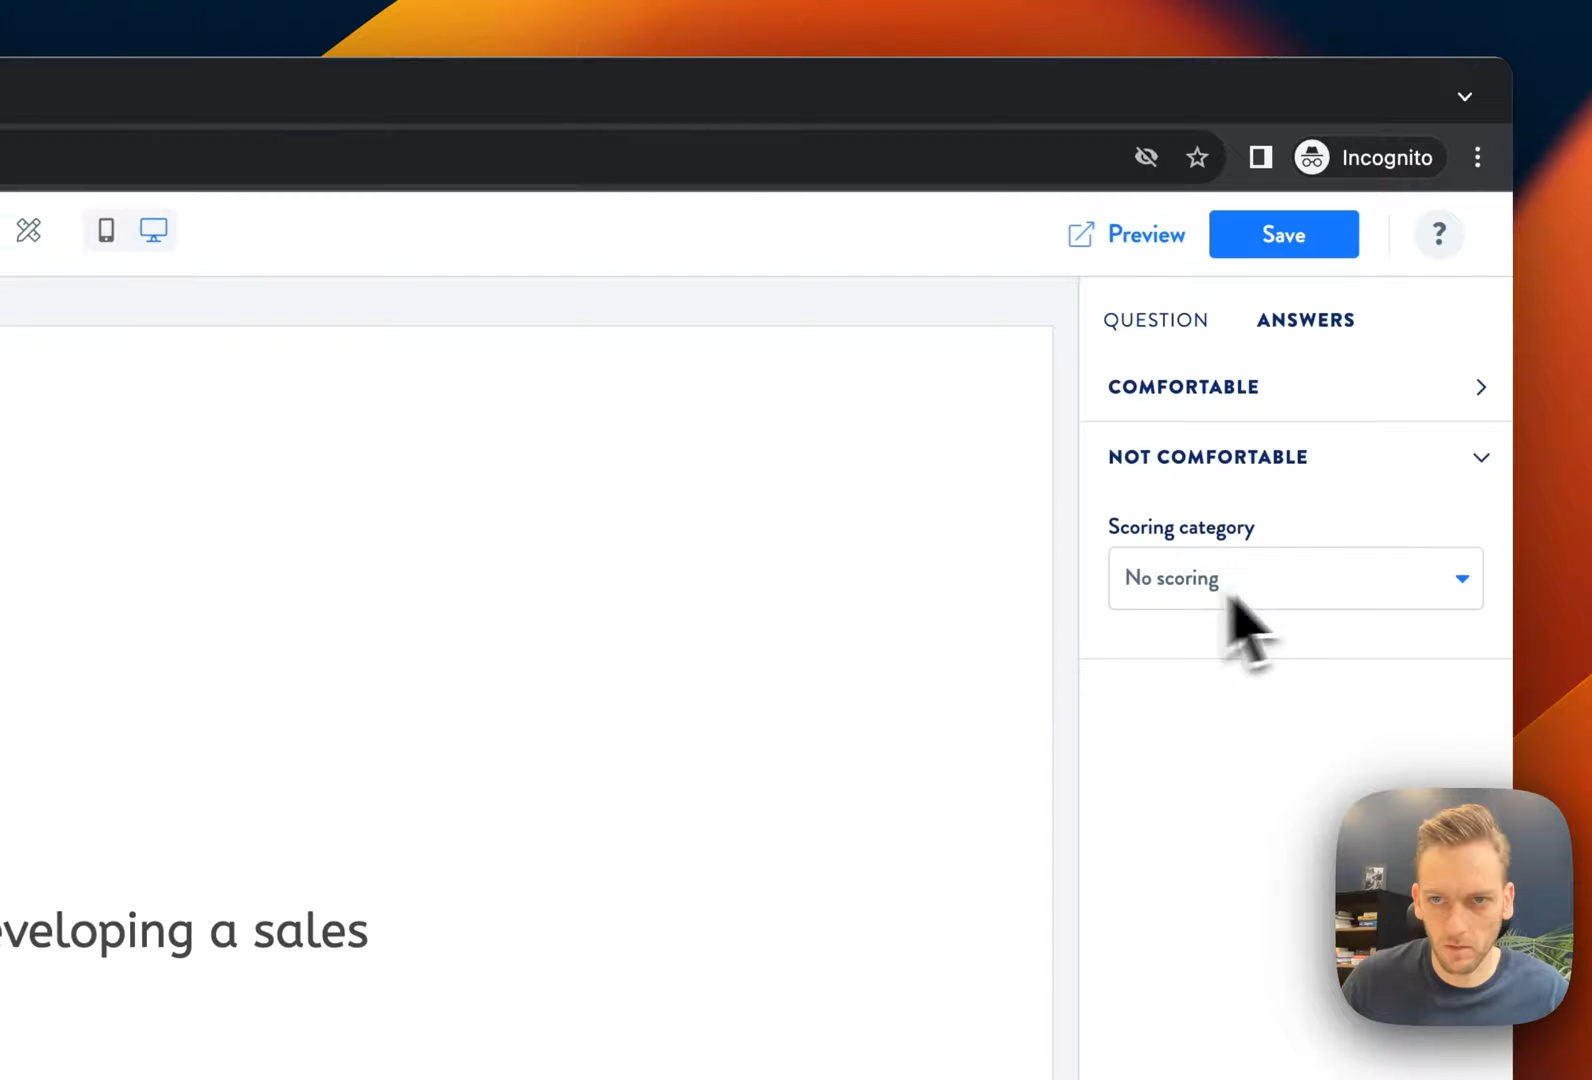 Incognito
Preview
Save
?
QUESTION
ANSWERS
COMFORTABLE
NOT COMFORTABLE
Scoring category
No scoring
veloping a sales